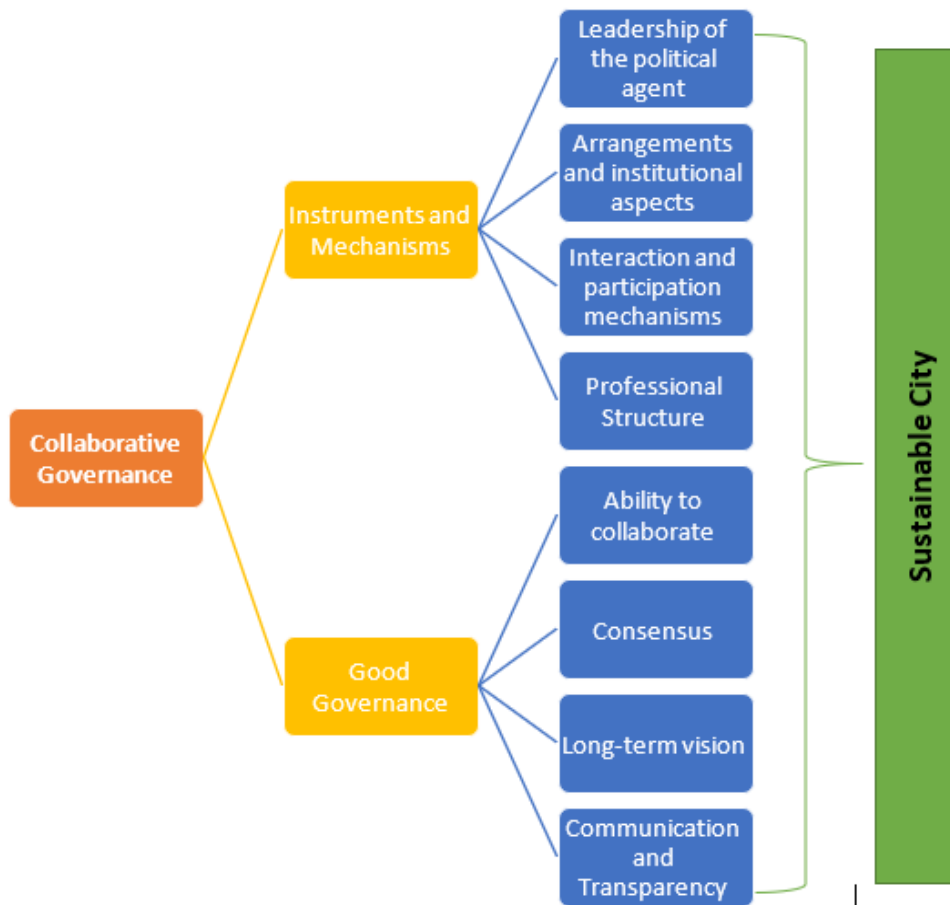 Leadership of
the political
agent
Arrangements
and institutional
aspects
Instruments and
Mechanisms
Interaction and
participation
mechanisms
Professional
Structure
Collaborative
Governance
Ability to
collaborate
Consensus
Good
Governance
Long-term vision
Communication
and
Transparency
Sustainable City